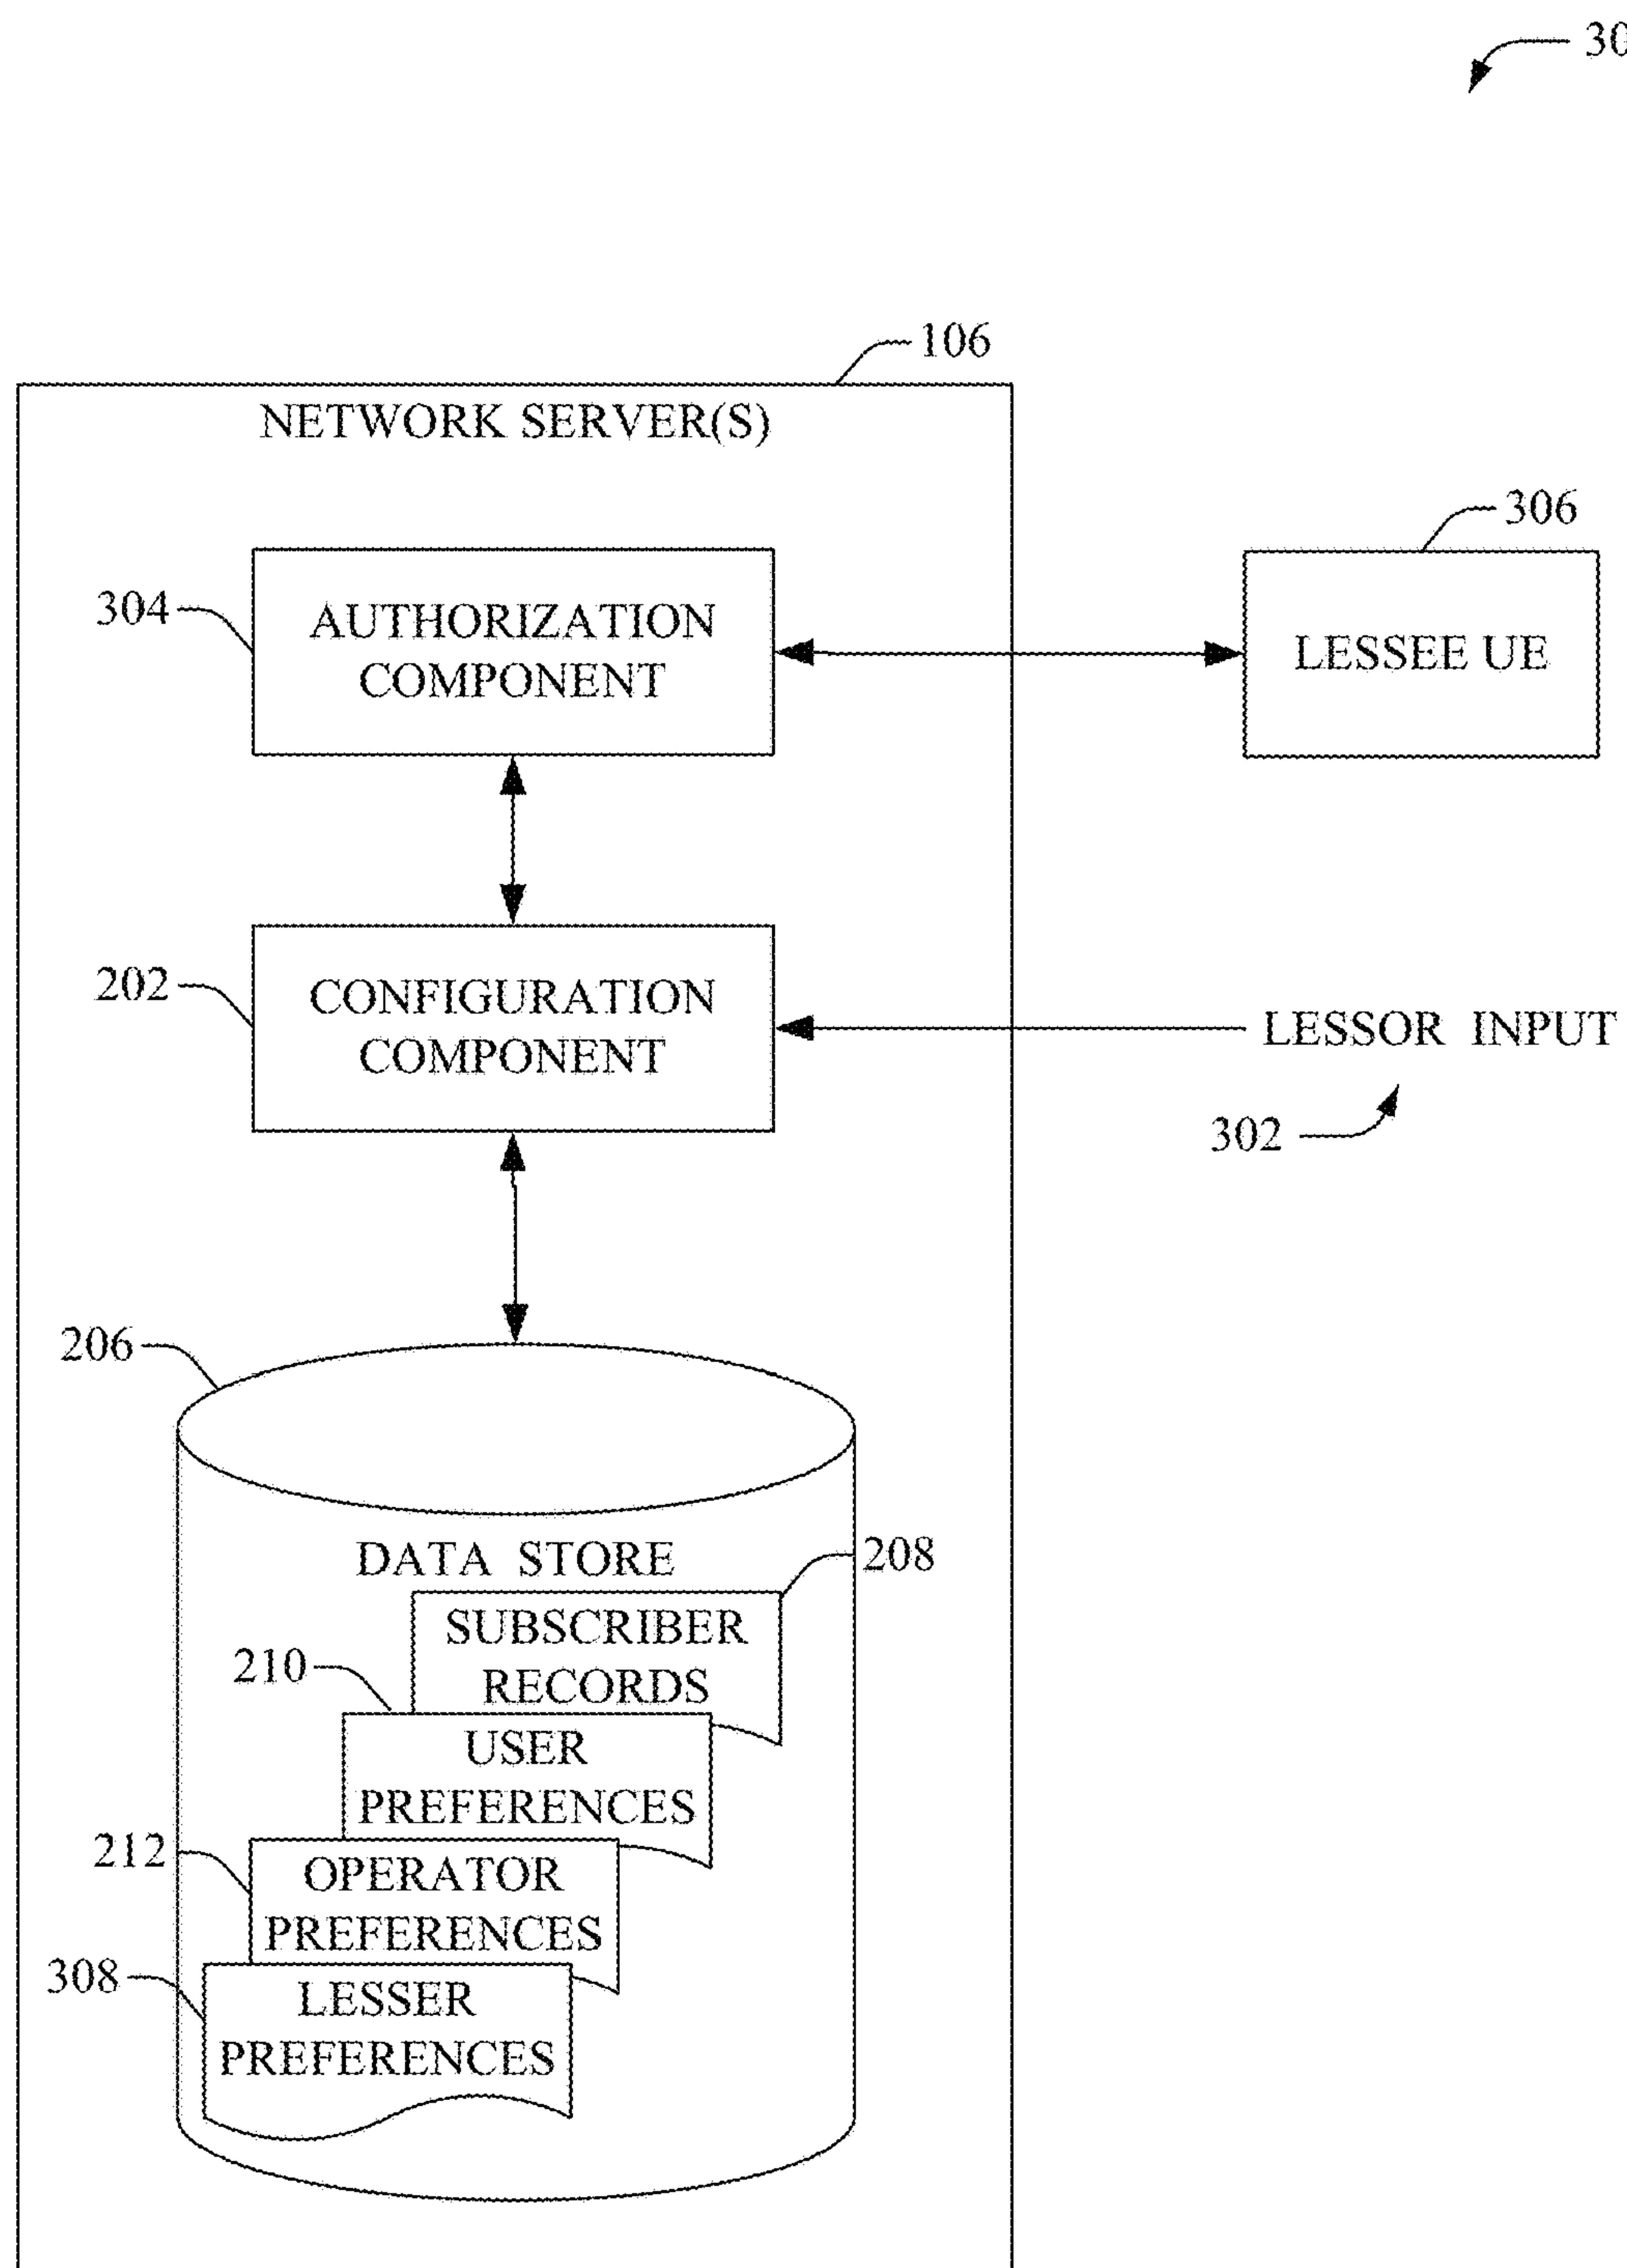 30
106
NETWORK SERVER(S)
306
304
AUTHORIZATION
COMPONENT
LESSEE UE
202
CONFIGURATION
COMPONENT
LESSOR INPUT
302
206
DATA STORE
208
SUBSCRIBER
RECORDS
210
USER
PREFERENCES
212
OPERATOR
PREFERENCES
308
LESSER
PREFERENCES